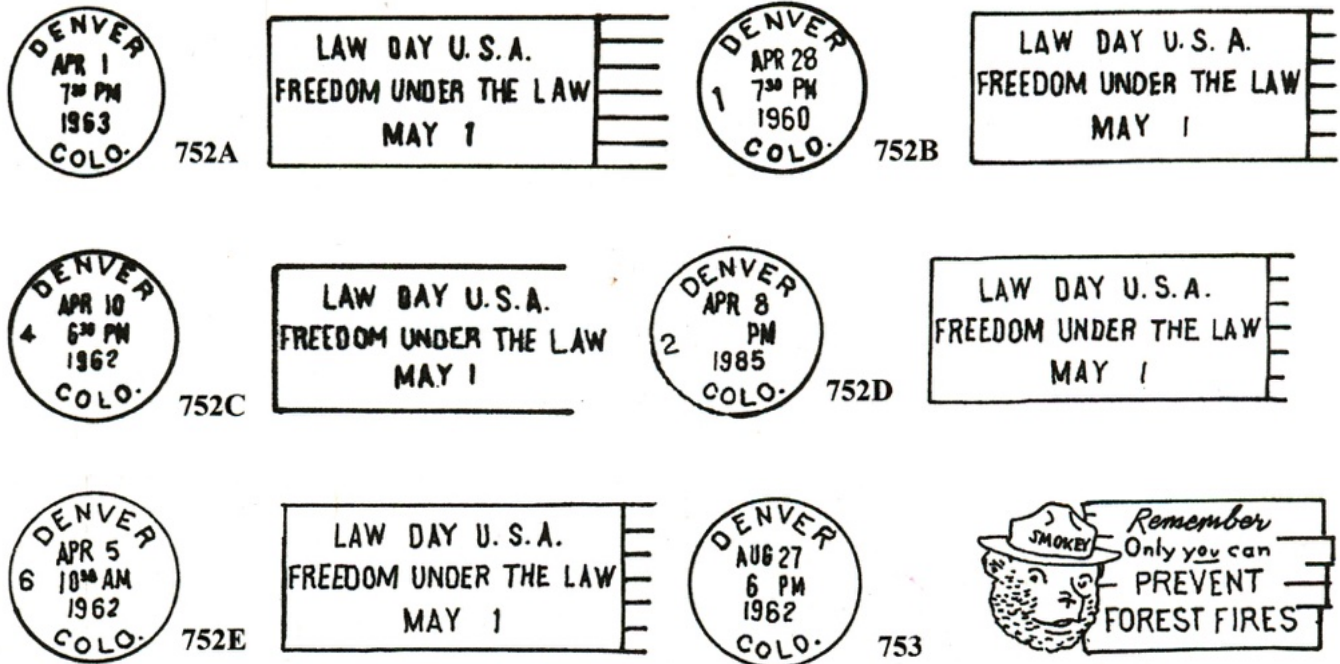 DENVER
APR 1
7³⁰ PM
1963
COLO.
752A
LAW DAY U.S.A.
FREEDOM UNDER THE LAW
MAY 1
DENVER
APR 28
7³⁰ PM
1
1960
COLO.
752B
LAW DAY U.S.A.
FREEDOM UNDER THE LAW
MAY 1
DENVER
APR 10
4
6³⁰ PM
1962
COLO.
752C
LAW DAY U.S.A.
FREEDOM UNDER THE LAW
MAY 1
DENVER
APR 8
PM
2
1985
COLO.
752D
LAW DAY U.S.A.
FREEDOM UNDER THE LAW
MAY 1
DENVER
APR 5
6
10³⁰ AM
1962
COLO.
752E
LAW DAY U.S.A.
FREEDOM UNDER THE LAW
MAY 1
DENVER
AUG 27
6 PM
1962
COLO.
753
SMOKEY
Remember
Only you can
PREVENT
FOREST FIRES